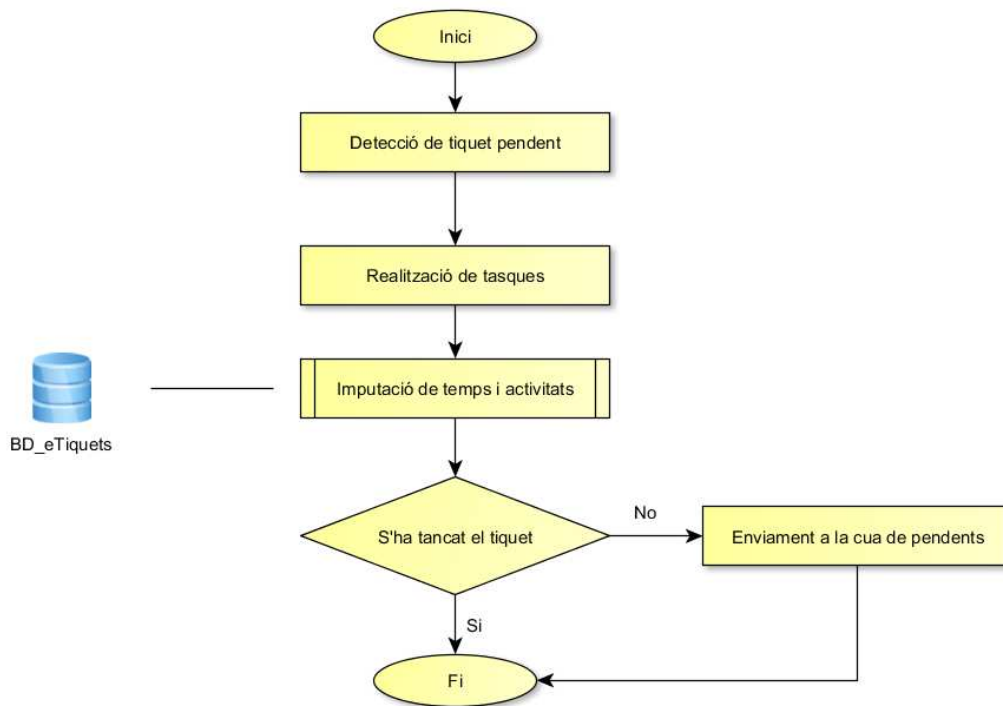 Inici
Detecció de tiquet pendent
Realització de tasques
Imputació de temps i activitats
BD_eTiquets
S'ha tancat el tiquet
No
Enviament a la cua de pendents
Si
Fi